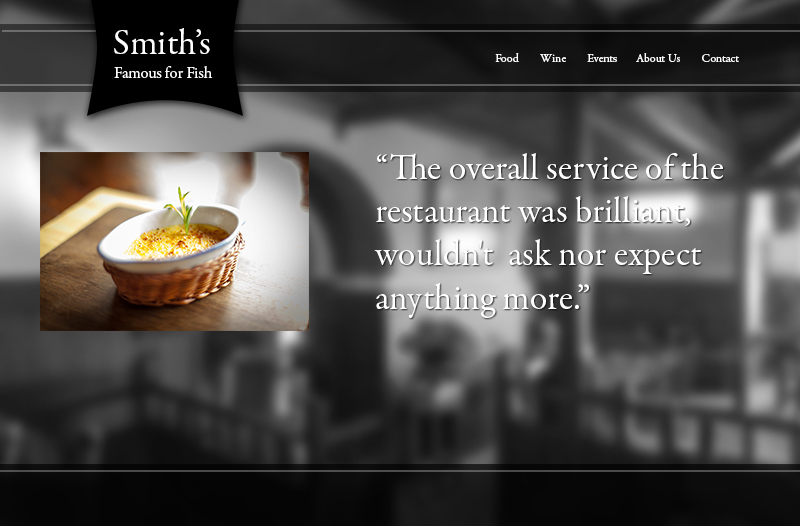 Smith’s
Famous for Fish
Food Wine Events About Us Contact
“The overall service of the
restaurant was brilliant,
wouldn't ask nor expect
anything more.”